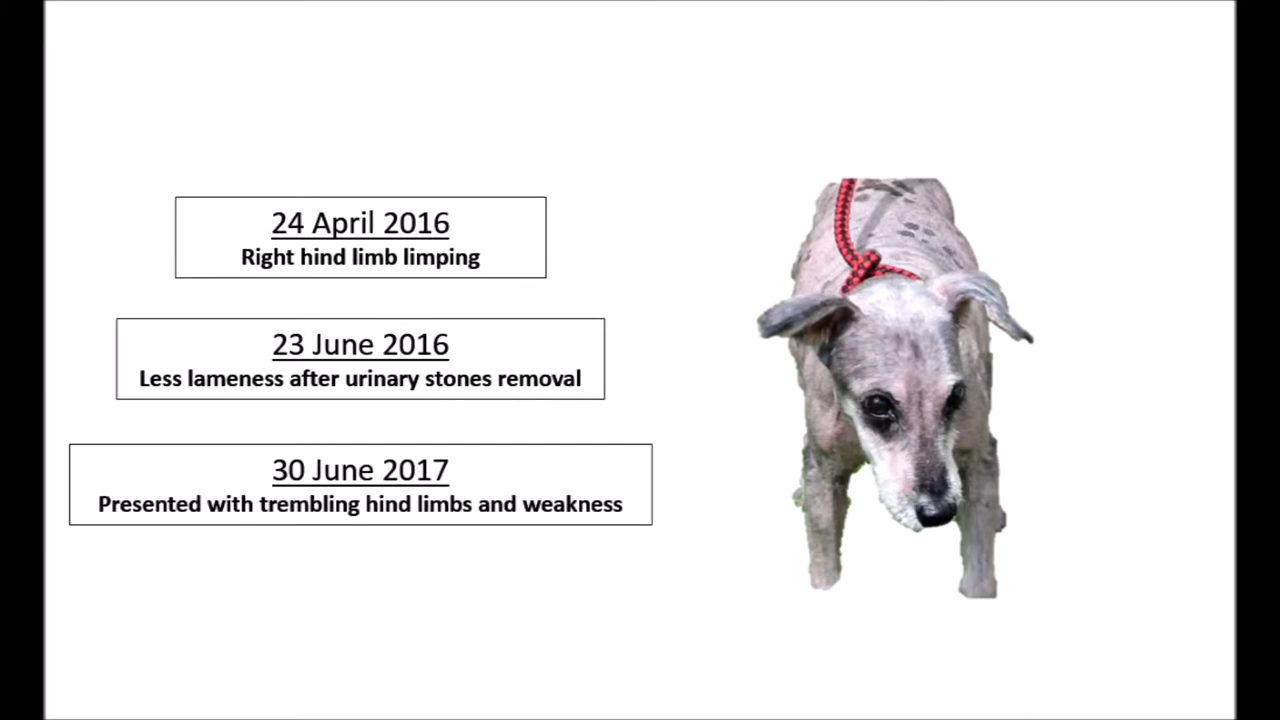 24 April 2016
Right hind limb limping
23 June 2016
Less lameness after urinary stones removal
30 June 2017
Presented with trembling hind limbs and weakness